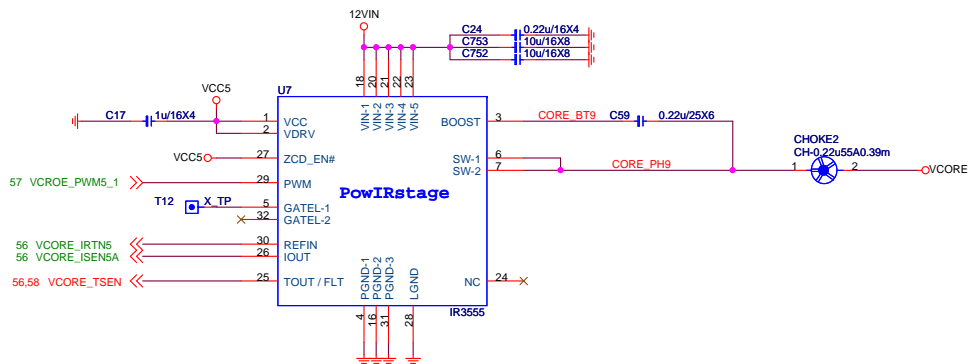 12VIN
C24 0.22u/16X4
C753 10u/16X8
C752 10u/16X8
18 20 21 22 23
U7
VCC5
C17 1u/16X4
VIN-1 VIN-2 VIN-3 VIN-4 VIN-5
1 VCC
2 VDRV
BOOST 3 CORE_BT9 C59 0.22u/25X6
VCC5 27 ZCD_EN#
SW-1 6
SW-2 7 CORE_PH9
CHOKE2
CH-0.22u55A0.39m
1 2 VCORE
57 VCROE_PWM5_1 29 PWM
PowIRstage
T12 X_TP 5 GATEL-1
32 GATEL-2
56 VCORE_IRTN5 30 REFIN
56 VCORE_ISEN5A 26 IOUT
56,58 VCORE_TSEN 25 TOUT / FLT
NC 24
PGND-1 PGND-2 PGND-3 LGND
IR3555
4 16 31 28